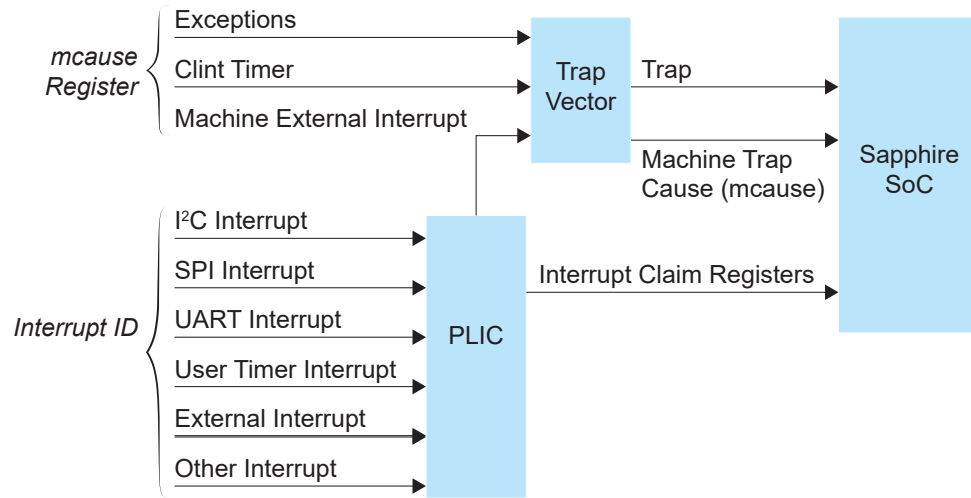 mcause
Register
Exceptions
Clint Timer
Machine External Interrupt
Trap
Vector
Trap
Machine Trap
Cause (mcause)
Sapphire
SoC
Interrupt ID
I²C Interrupt
SPI Interrupt
UART Interrupt
User Timer Interrupt
External Interrupt
Other Interrupt
PLIC
Interrupt Claim Registers